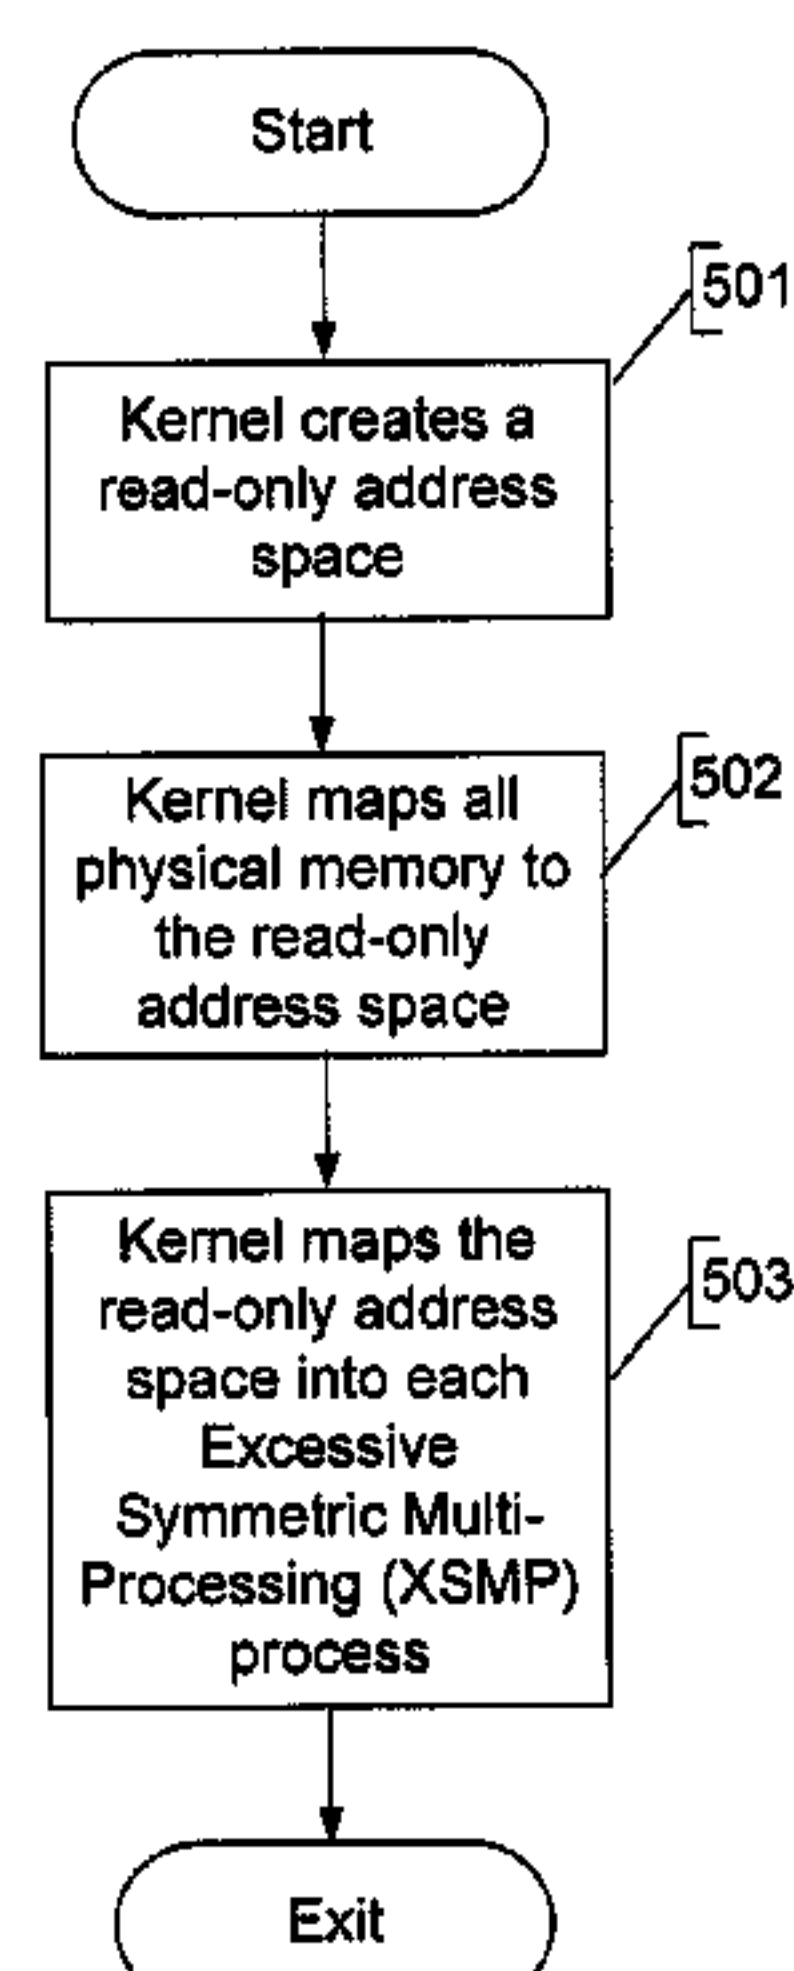 Start
501
Kernel creates a
read-only address
space
502
Kernel maps all
physical memory to
the read-only
address space
503
Kernel maps the
read-only address
space into each
Excessive
Symmetric Multi-
Processing (XSMP)
process
Exit